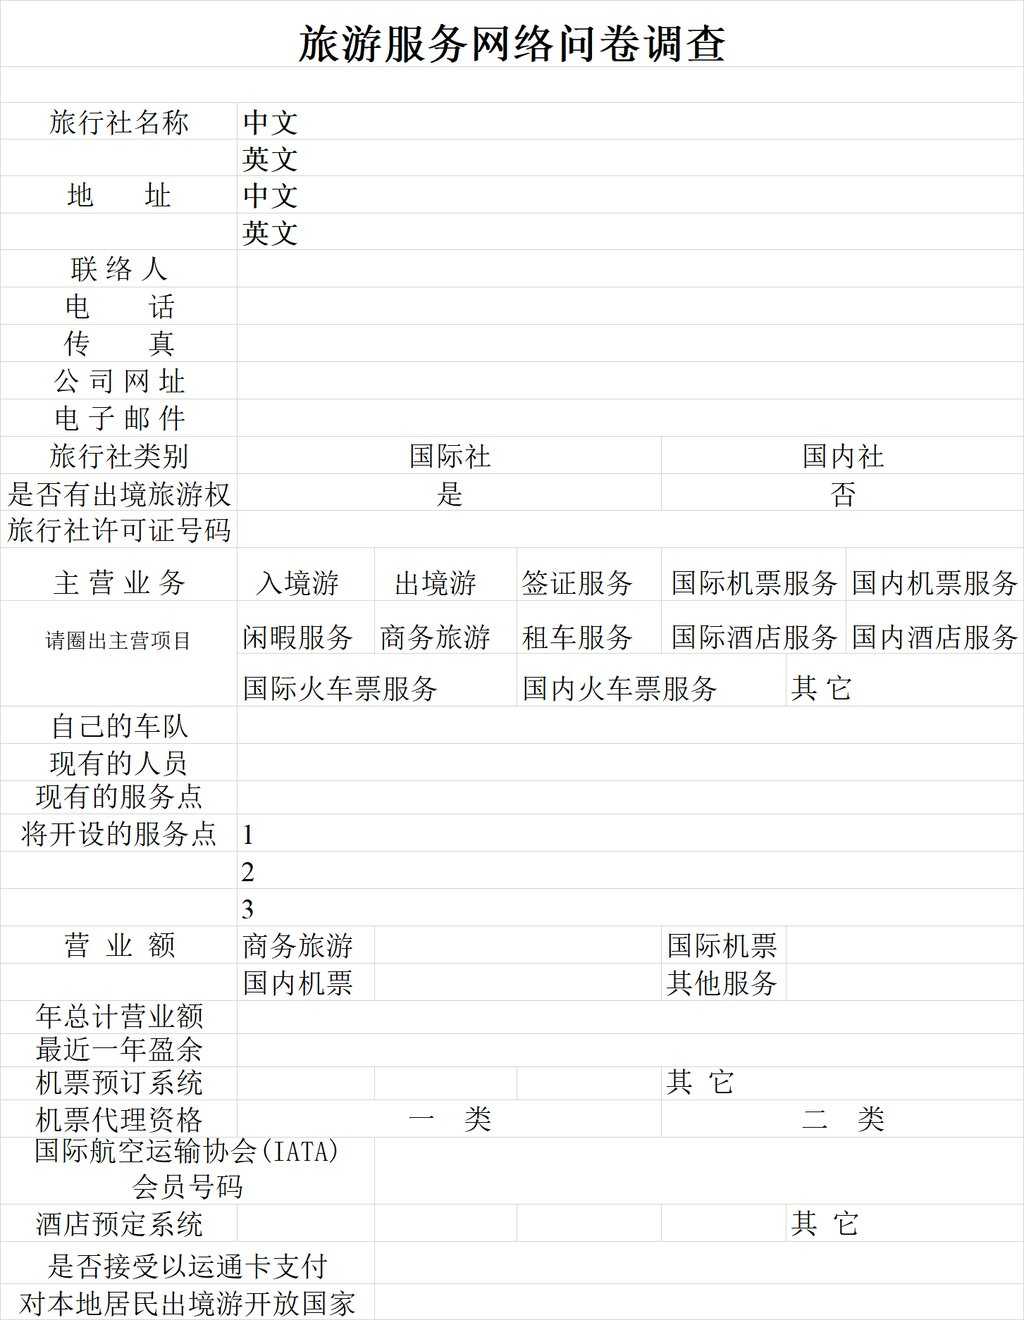 旅游服务网络问卷调查
旅行社名称 中文
英文
地 址 中文
英文
联 络 人
电 话
传 真
公 司 网 址
电 子 邮 件
旅行社类别 国际社 国内社
是否有出境旅游权 是 否
旅行社许可证号码
主 营 业 务 入境游 出境游 签证服务 国际机票服务 国内机票服务
请圈出主营项目 闲暇服务 商务旅游 租车服务 国际酒店服务 国内酒店服务
国际火车票服务 国内火车票服务 其 它
自己的车队
现有的人员
现有的服务点
将开设的服务点 1
2
3
营 业 额 商务旅游 国际机票
国内机票 其他服务
年总计营业额
最近一年盈余
机票预订系统 其 它
机票代理资格 一 类 二 类
国际航空运输协会(IATA)
会员号码
酒店预定系统 其 它
是否接受以运通卡支付
对本地居民出境游开放国家